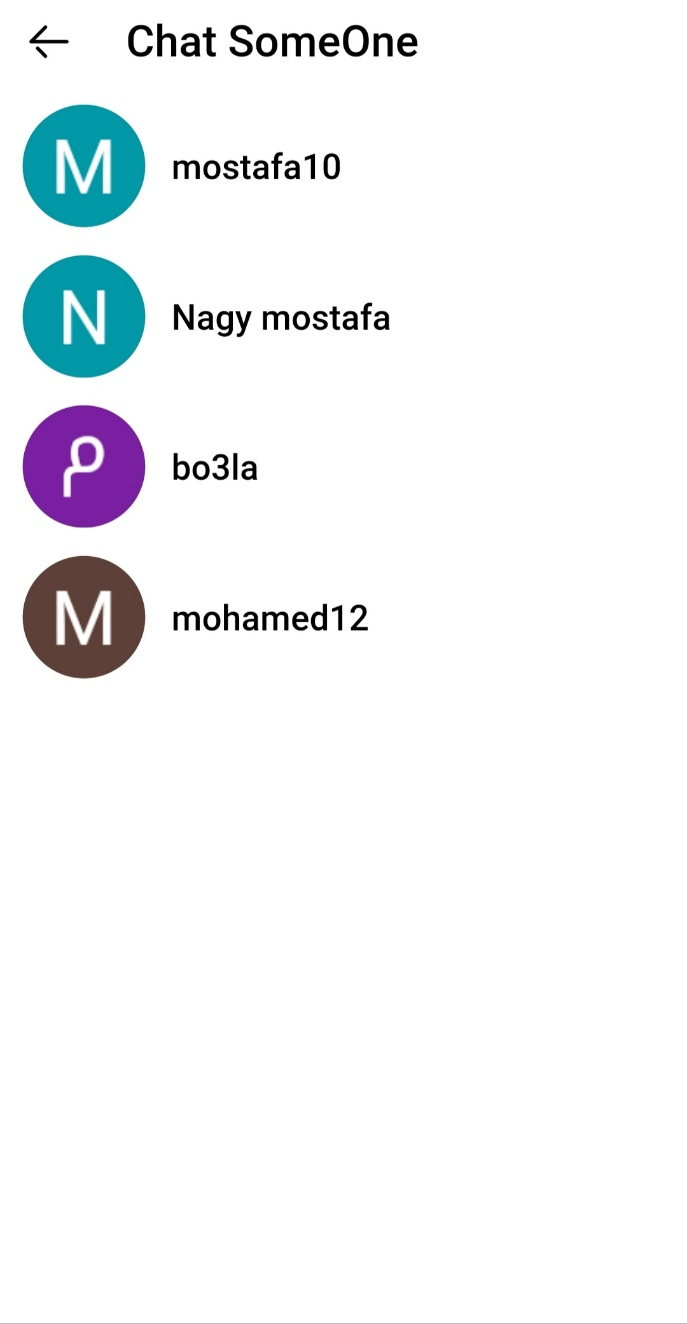 Chat SomeOne
M
mostafa10
N
Nagy mostafa
م
bo3la
M
mohamed12